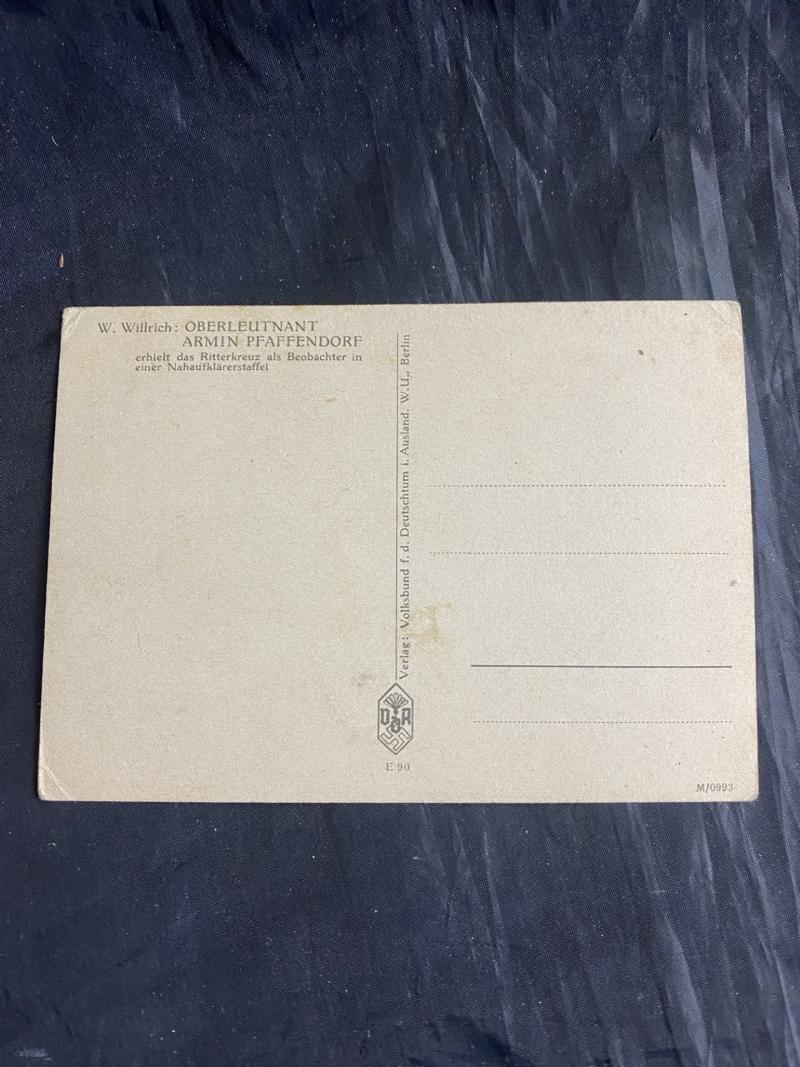 W. Willrich: OBERLEUTNANT
ARMIN PFAFFENDORF
erhielt das Ritterkreuz als Beobachter in
einer Nahaufklärerstaffel
Verlag: Volksbund f. d. Deutschtum i. Ausland. W. U., Berlin
VDA
E 90
M/0993